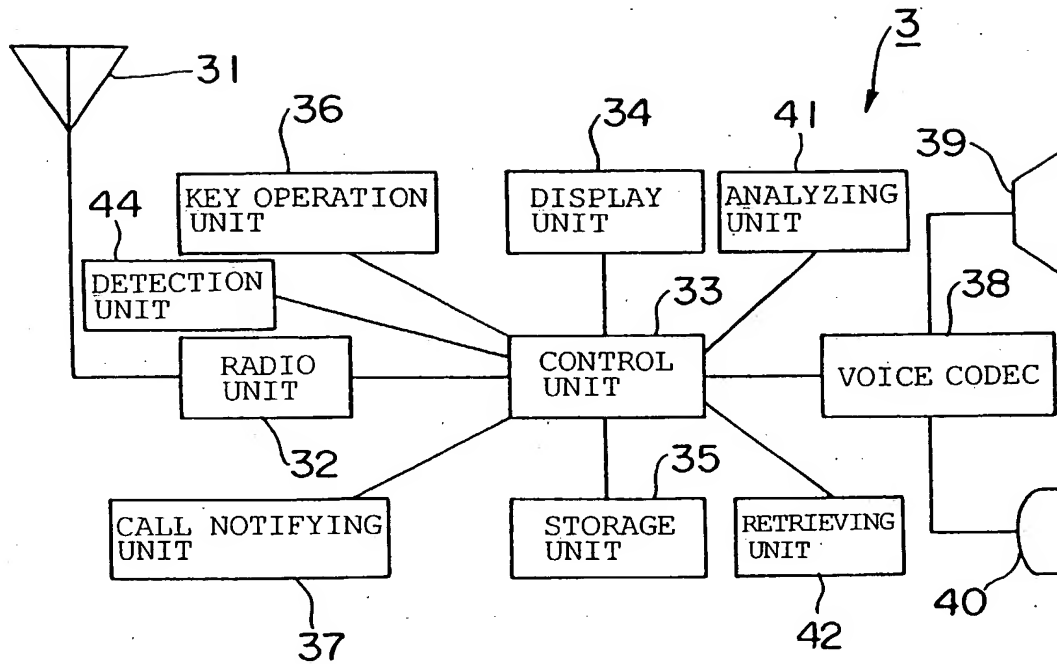 3
31
36
34
41
39
KEY OPERATION
UNIT
DISPLAY
UNIT
ANALYZING
UNIT
44
DETECTION
UNIT
33
38
RADIO
UNIT
CONTROL
UNIT
VOICE CODEC
32
35
CALL NOTIFYING
UNIT
STORAGE
UNIT
RETRIEVING
UNIT
40
37
42